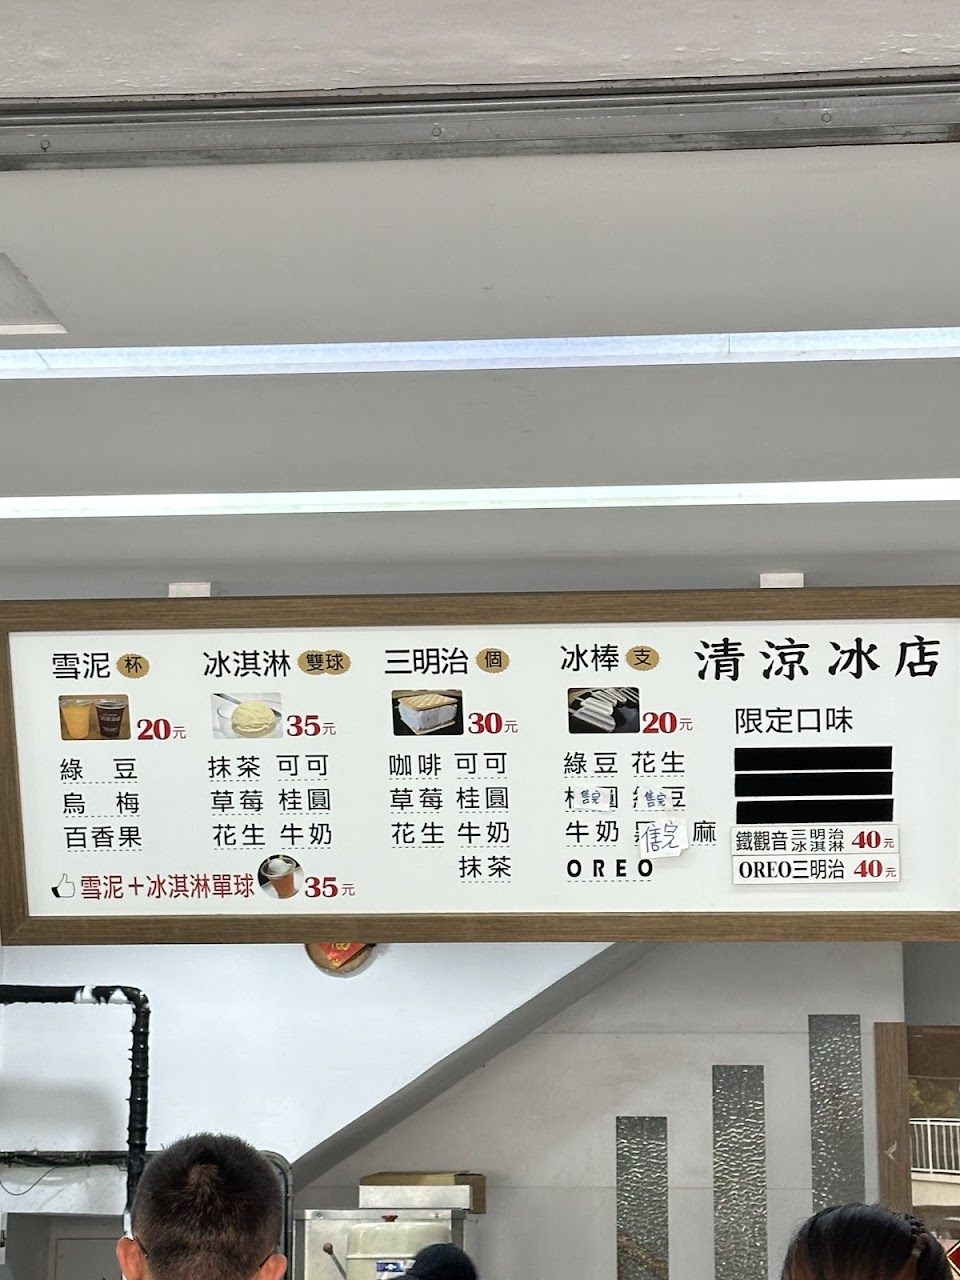 清涼冰店
雪泥 杯
20元
綠豆
烏梅
百香果
冰淇淋 雙球
35元
抹茶 可可
草莓 桂圓
花生 牛奶
雪泥+冰淇淋單球 35元
三明治 個
30元
咖啡 可可
草莓 桂圓
花生 牛奶
抹茶
冰棒 支
20元
綠豆 花生
售完 圓 售完 豆
牛奶 售完 麻
OREO
限定口味
鐵觀音三明治 冰淇淋 40元
OREO三明治 40元